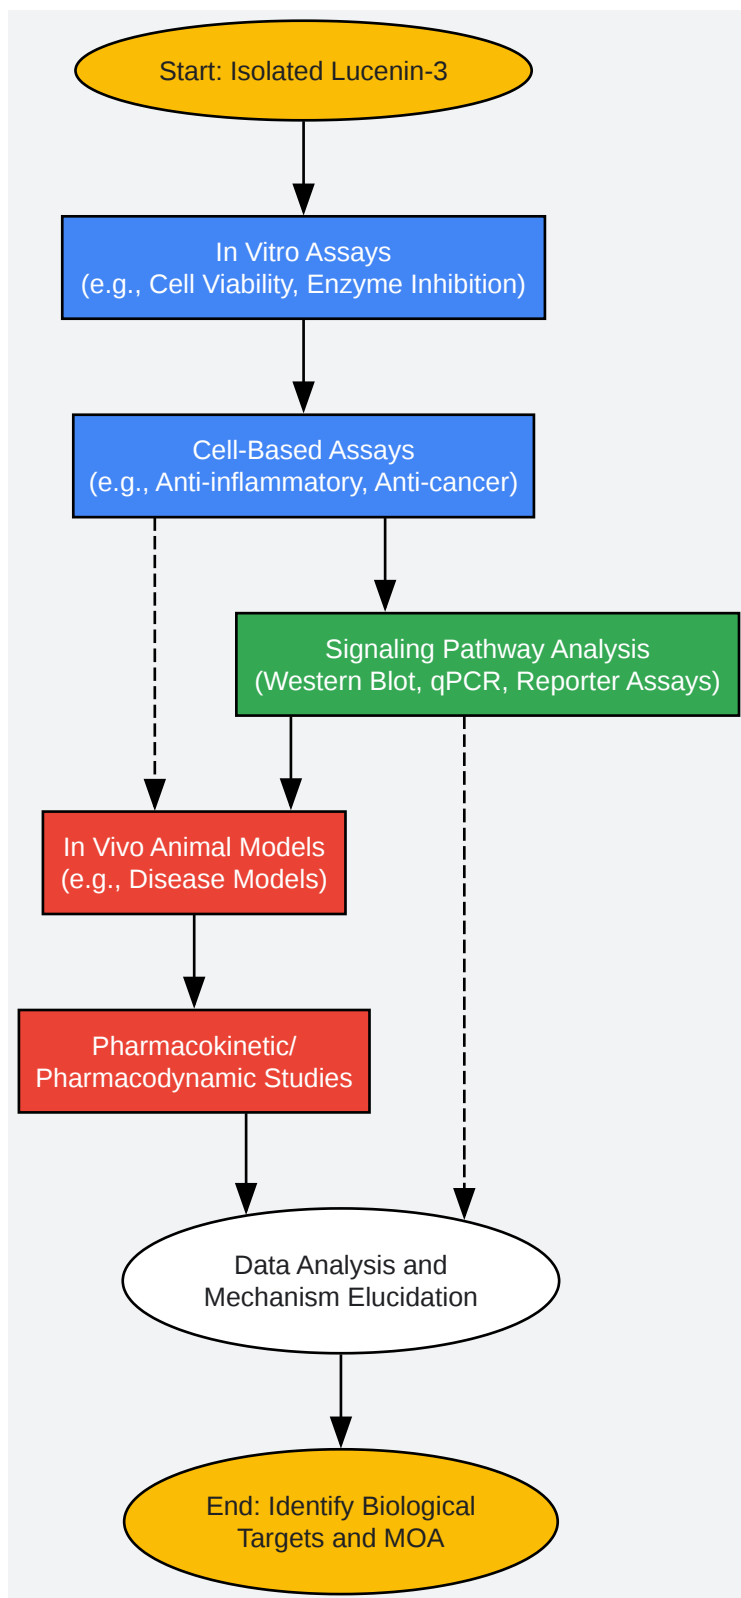 Start: Isolated Lucenin-3
In Vitro Assays
(e.g., Cell Viability, Enzyme Inhibition)
Cell-Based Assays
(e.g., Anti-inflammatory, Anti-cancer)
Signaling Pathway Analysis
(Western Blot, qPCR, Reporter Assays)
In Vivo Animal Models
(e.g., Disease Models)
Pharmacokinetic/
Pharmacodynamic Studies
Data Analysis and
Mechanism Elucidation
End: Identify Biological
Targets and MOA